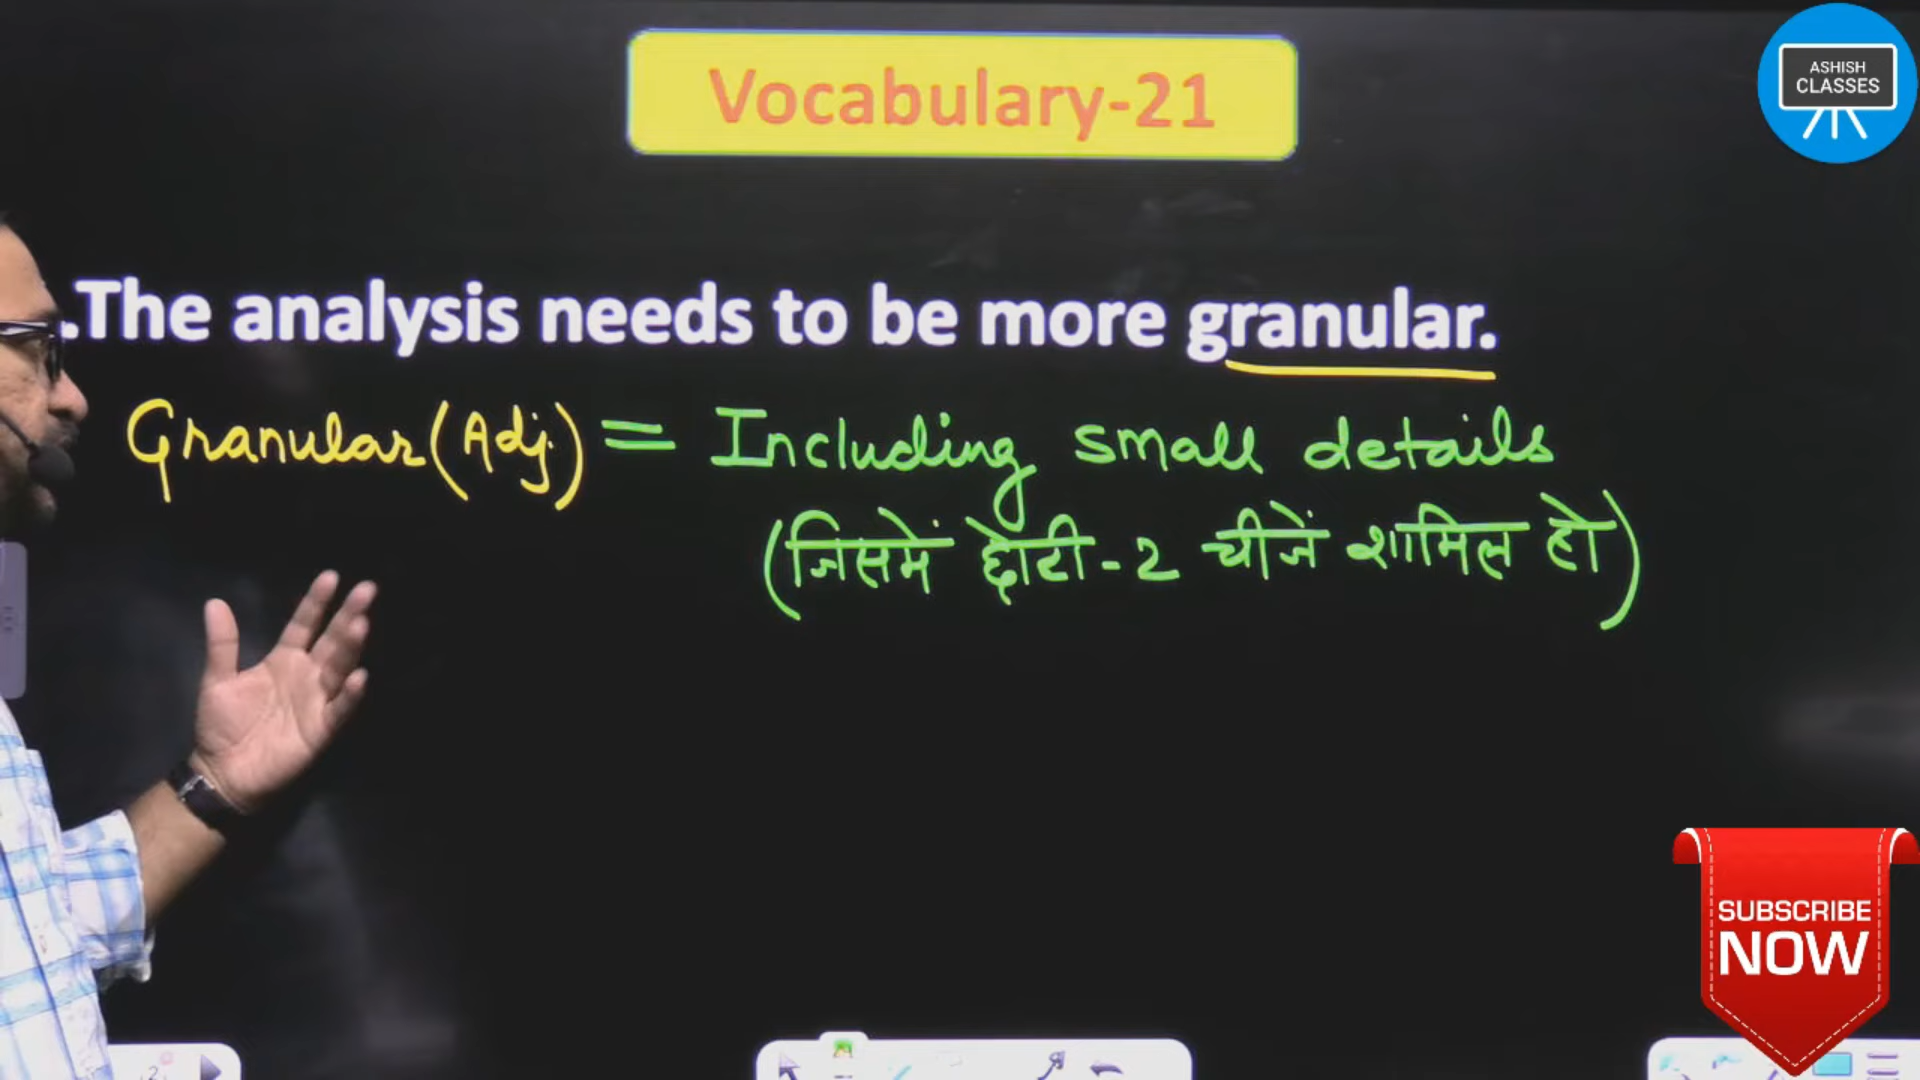 Vocabulary-21
ASHISH
CLASSES
.The analysis needs to be more granular.
Granular (Adj.) = Including small details
(जिसमें छोटी-2 चीजें शामिल हो)
SUBSCRIBE
NOW